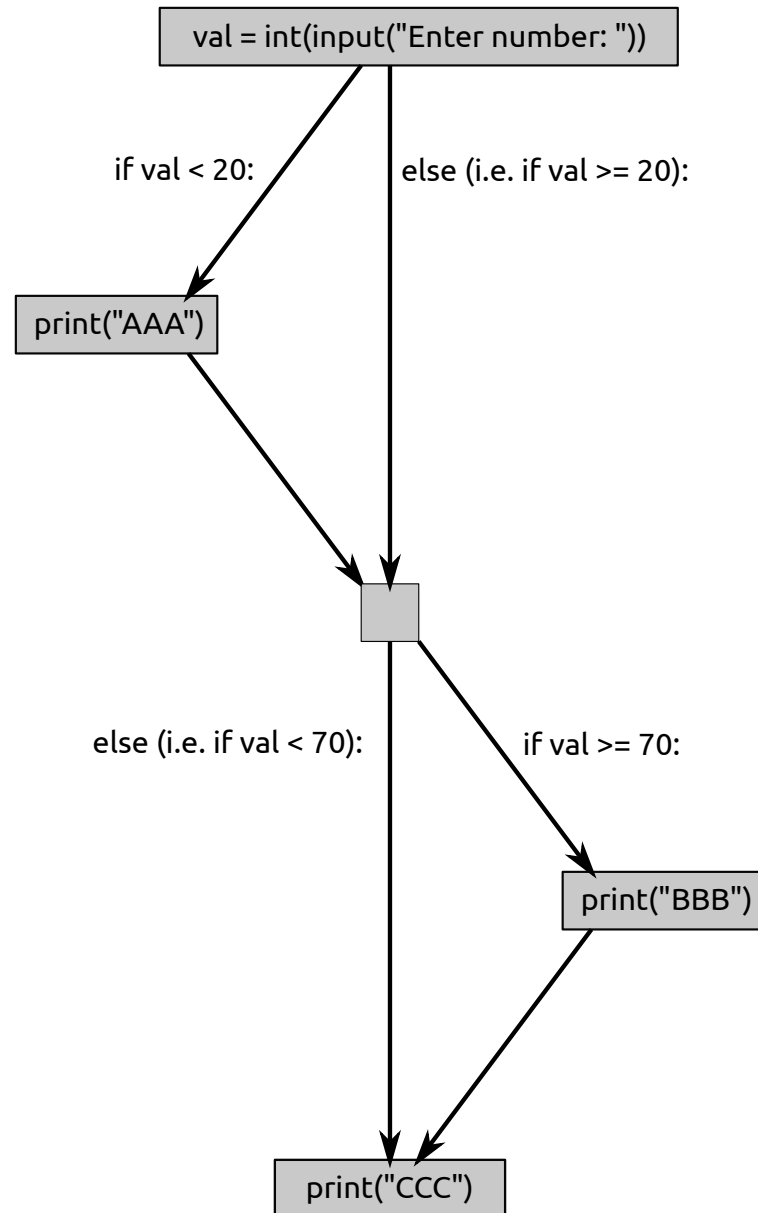 val = int(input("Enter number: "))
if val < 20:
else (i.e. if val >= 20):
print("AAA")
else (i.e. if val < 70):
if val >= 70:
print("BBB")
print("CCC")